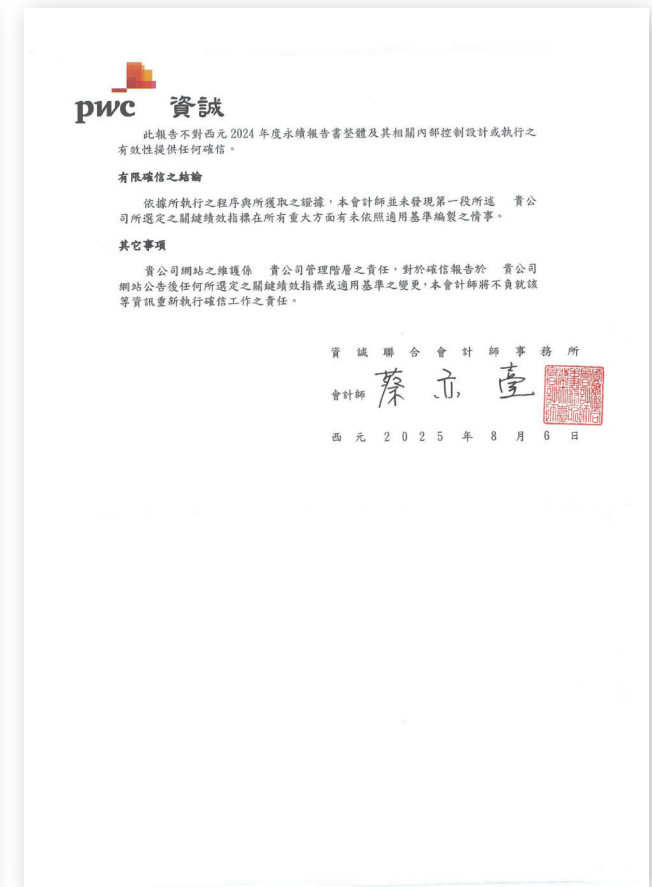 pwc 資誠
此報告不對西元 2024 年度永續報告書整體及其相關內部控制設計或執行之
有效性提供任何確信。
有限確信之結論
依據所執行之程序與所獲取之證據，本會計師並未發現第一段所述　貴公
司所選定之關鍵績效指標在所有重大方面有未依照適用基準編製之情事。
其它事項
貴公司網站之維護係　貴公司管理階層之責任，對於確信報告於　貴公司
網站公告後任何所選定之關鍵績效指標或適用基準之變更，本會計師將不負就該
等資訊重新執行確信工作之責任。
資 誠 聯 合 會 計 師 事 務 所
會計師 蔡亦臺
西 元 2 0 2 5 年 8 月 6 日